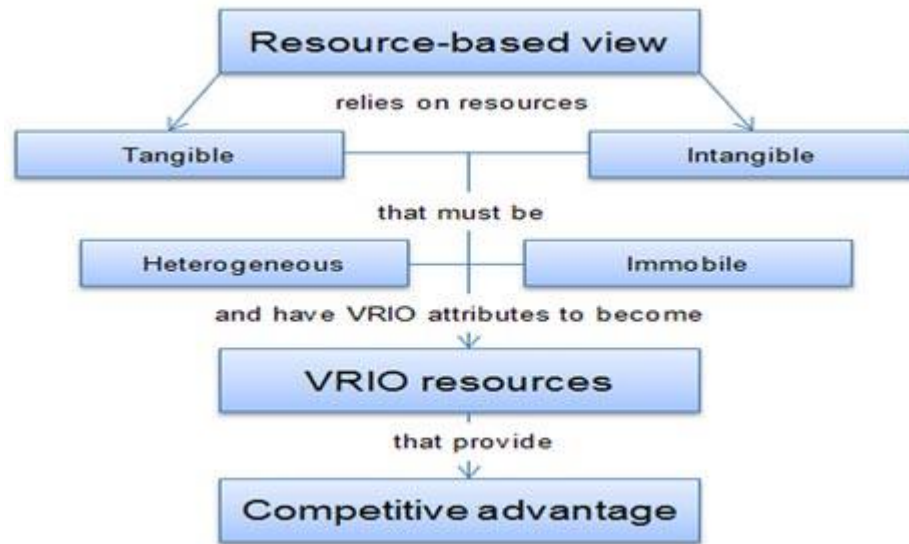 Resource-based view
relies on resources
Tangible
Intangible
that must be
Heterogeneous
Immobile
and have VRIO attributes to become
VRIO resources
that provide
Competitive advantage